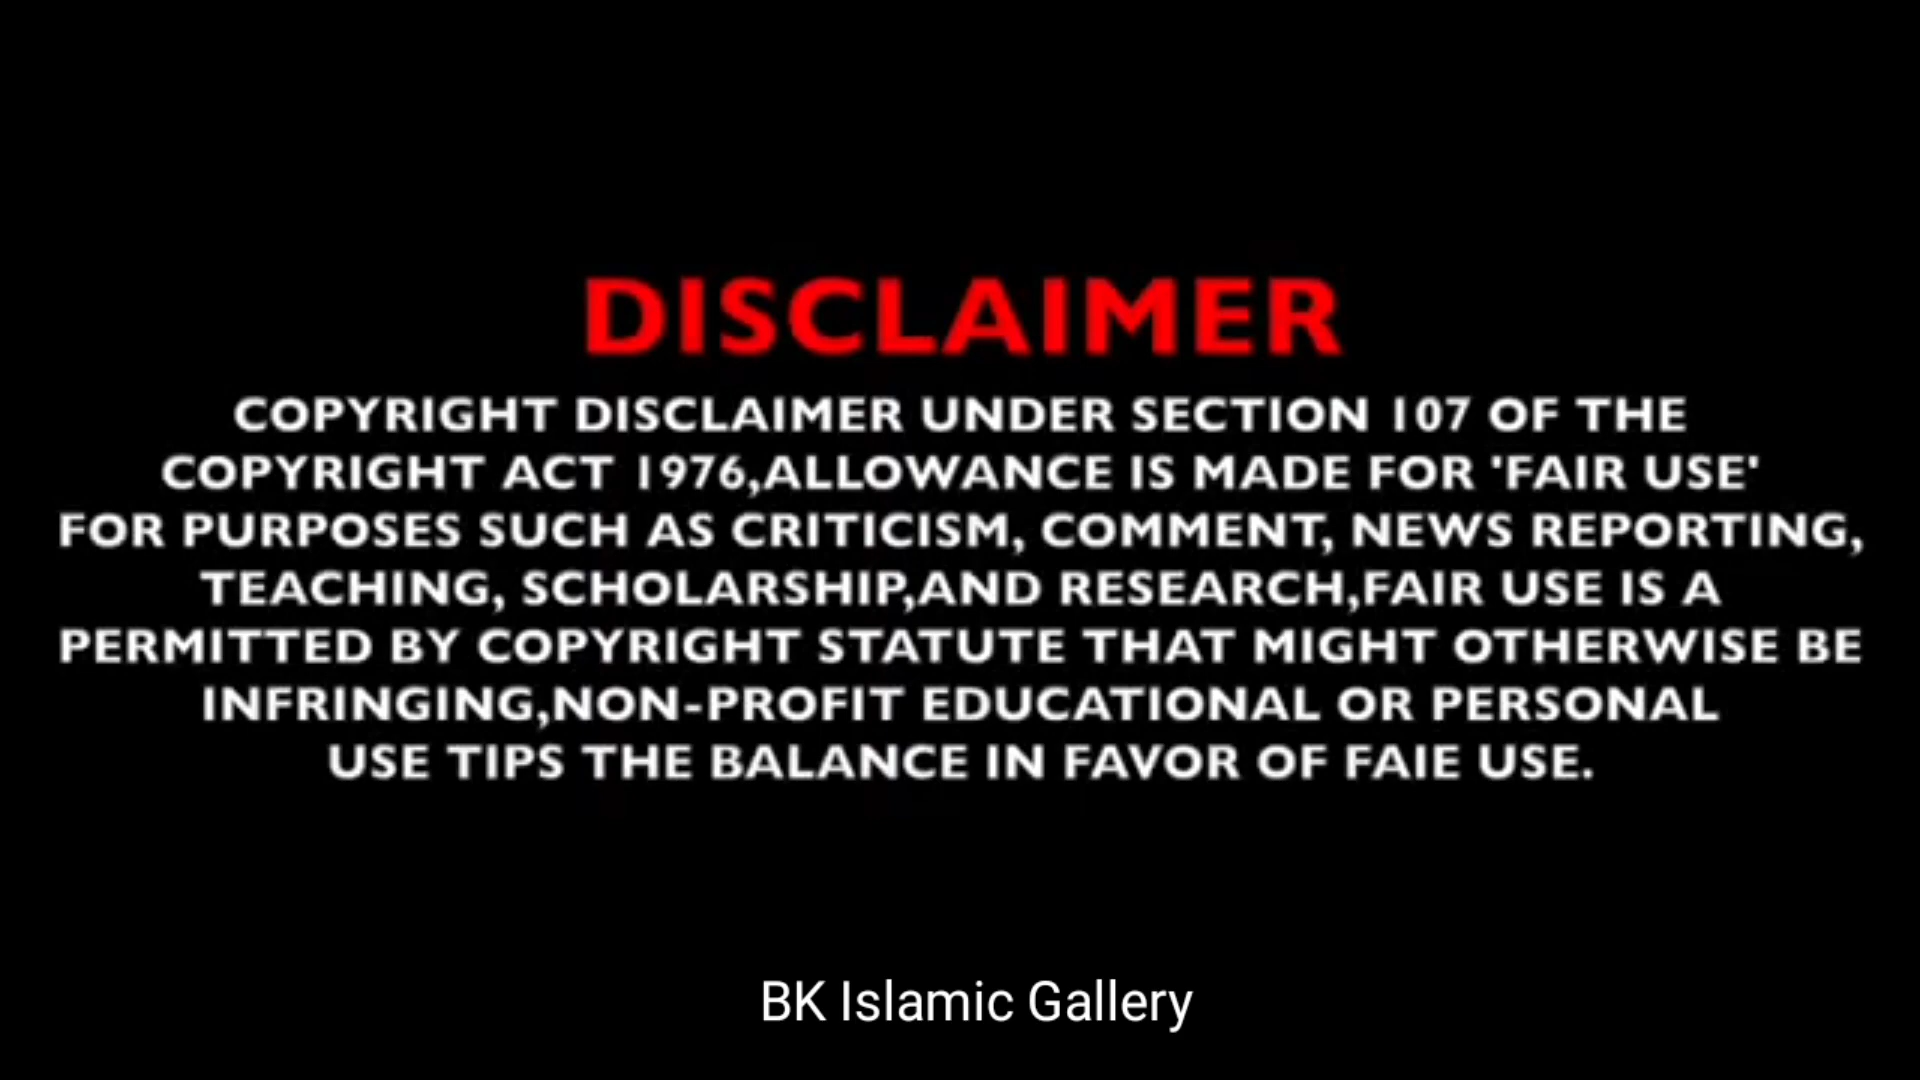 DISCLAIMER
COPYRIGHT DISCLAIMER UNDER SECTION 107 OF THE
COPYRIGHT ACT 1976,ALLOWANCE IS MADE FOR 'FAIR USE'
FOR PURPOSES SUCH AS CRITICISM, COMMENT, NEWS REPORTING,
TEACHING, SCHOLARSHIP,AND RESEARCH,FAIR USE IS A
PERMITTED BY COPYRIGHT STATUTE THAT MIGHT OTHERWISE BE
INFRINGING,NON-PROFIT EDUCATIONAL OR PERSONAL
USE TIPS THE BALANCE IN FAVOR OF FAIE USE.
BK Islamic Gallery